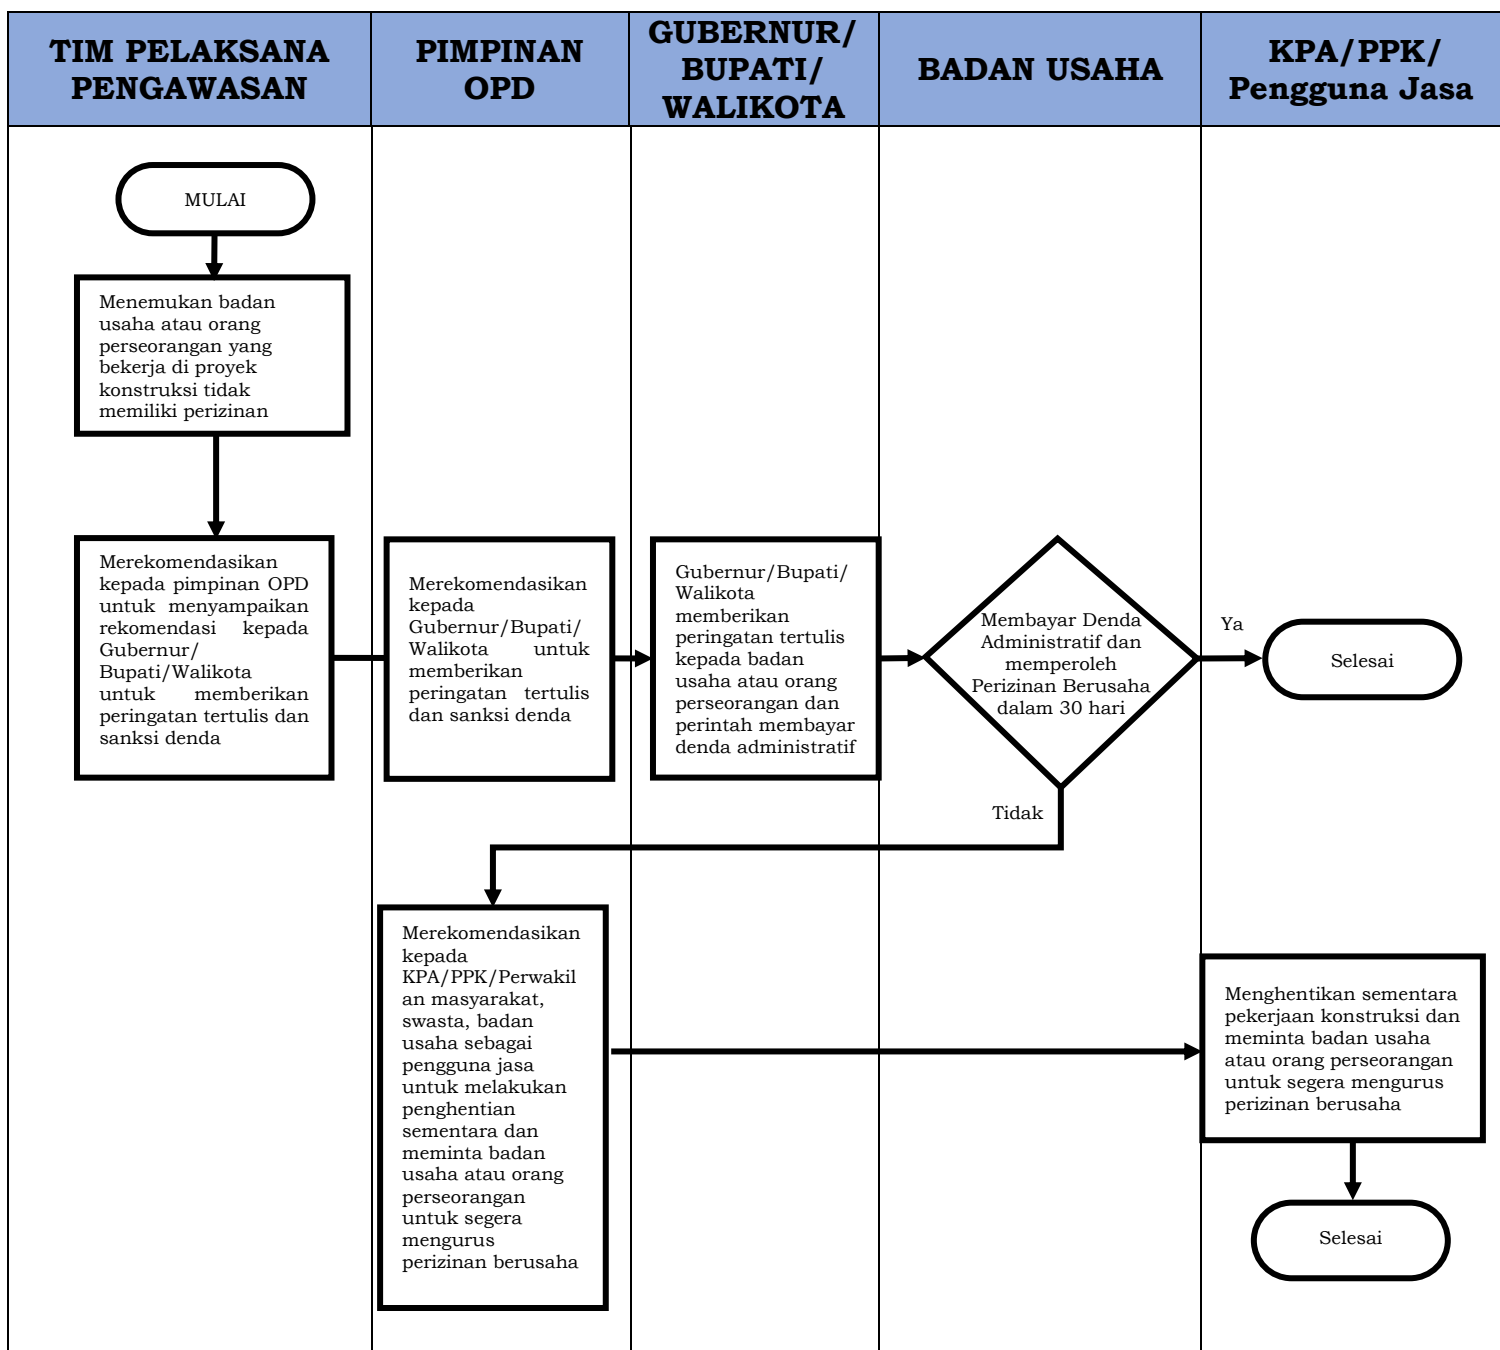 TIM PELAKSANA
PENGAWASAN
PIMPINAN
OPD
GUBERNUR/
BUPATI/
WALIKOTA
BADAN USAHA
KPA/PPK/
Pengguna Jasa
MULAI
Menemukan badan
usaha atau orang
perseorangan yang
bekerja di proyek
konstruksi tidak
memiliki perizinan
Merekomendasikan
kepada pimpinan OPD
untuk menyampaikan
rekomendasi kepada
Gubernur/
Bupati/Walikota
untuk memberikan
peringatan tertulis dan
sanksi denda
Merekomendasikan
kepada
Gubernur/Bupati/
Walikota untuk
memberikan
peringatan tertulis
dan sanksi denda
Gubernur/Bupati/
Walikota
memberikan
peringatan tertulis
kepada badan
usaha atau orang
perseorangan dan
perintah membayar
denda administratif
Membayar Denda
Administratif dan
memperoleh
Perizinan Berusaha
dalam 30 hari
Ya
Selesai
Tidak
Merekomendasikan
kepada
KPA/PPK/Perwakil
an masyarakat,
swasta, badan
usaha sebagai
pengguna jasa
untuk melakukan
penghentian
sementara dan
meminta badan
usaha atau orang
perseorangan
untuk segera
mengurus
perizinan berusaha
Menghentikan sementara
pekerjaan konstruksi dan
meminta badan usaha
atau orang perseorangan
untuk segera mengurus
perizinan berusaha
Selesai